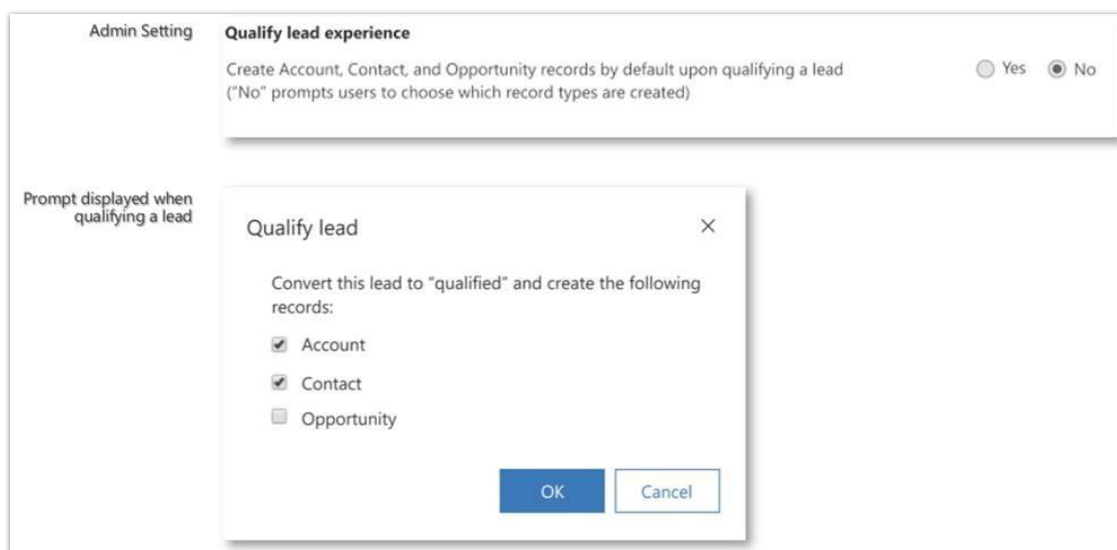 Admin Setting
Qualify lead experience
Create Account, Contact, and Opportunity records by default upon qualifying a lead
("No" prompts users to choose which record types are created)
Yes No
Prompt displayed when
qualifying a lead
Qualify lead
Convert this lead to "qualified" and create the following
records:
Account
Contact
Opportunity
OK Cancel